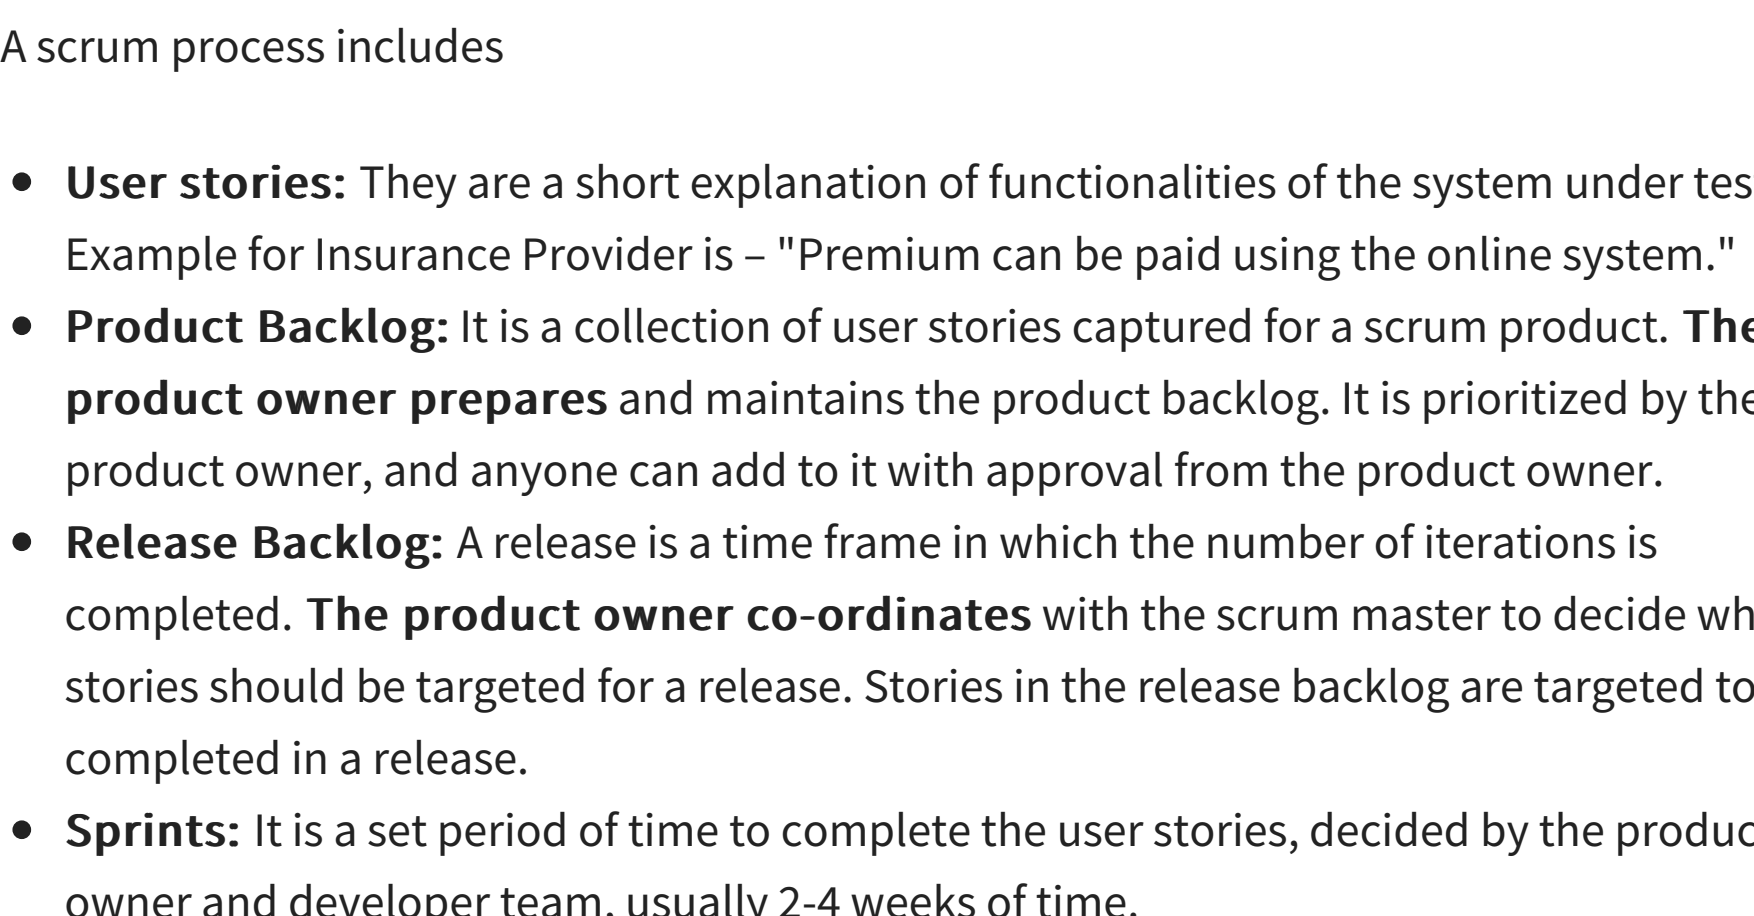 A scrum process includes
• User stories: They are a short explanation of functionalities of the system under
Example for Insurance Provider is – "Premium can be paid using the online system."
• Product Backlog: It is a collection of user stories captured for a scrum product. The
product owner prepares and maintains the product backlog. It is prioritized by the
product owner, and anyone can add to it with approval from the product owner.
• Release Backlog: A release is a time frame in which the number of iterations is
completed. The product owner co-ordinates with the scrum master to decide
stories should be targeted for a release. Stories in the release backlog are targeted to
completed in a release.
• Sprints: It is a set period of time to complete the user stories, decided by the
owner and developer team, usually 2-4 weeks of time.